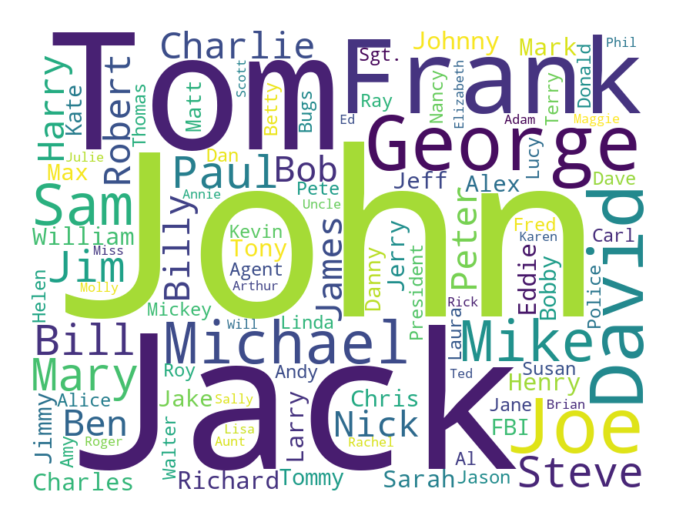 Tom
Frank
Charlie
Sgt.
Johnny
Mark
Phil
Harry
Kate
Robert
Thomas
Matt
Scott
Betty
Bugs
Ray
Ed
Nancy
Elizabeth
Terry
Donald
Adam
Maggie
George
Julie
Max
Dan
Paul
Bob
Annie
Pete
Uncle
Jeff
Alex
Lucy
Dave
Sam
John
William
Billy
Kevin
Tony
James
Jerry
Peter
Fred
Karen
Carl
David
Miss
Jim
Agent
Arthur
Danny
President
Eddie
Bobby
Police
Helen
Molly
Mickey
Will
Linda
Laura
Rick
Bill
Michael
Mike
Mary
Roy
Jack
Andy
Ted
Susan
Henry
Jimmy
Alice
Jake
Sally
Larry
Chris
Jane
Brian
Ben
Nick
FBI
Joe
Amy
Roger
Walter
Lisa
Aunt
Rachel
Al
Steve
Charles
Richard
Tommy
Sarah
Jason